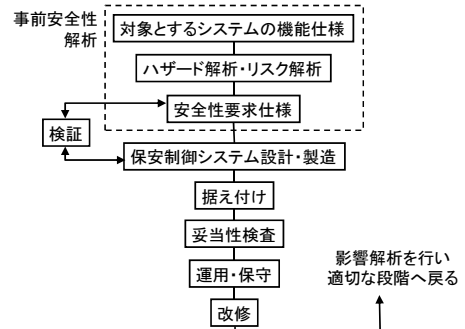 事前安全性
解析
対象とするシステムの機能仕様
ハザード解析・リスク解析
安全性要求仕様
検証
保安制御システム設計・製造
据え付け
妥当性検査
運用・保守
影響解析を行い
適切な段階へ戻る
改修